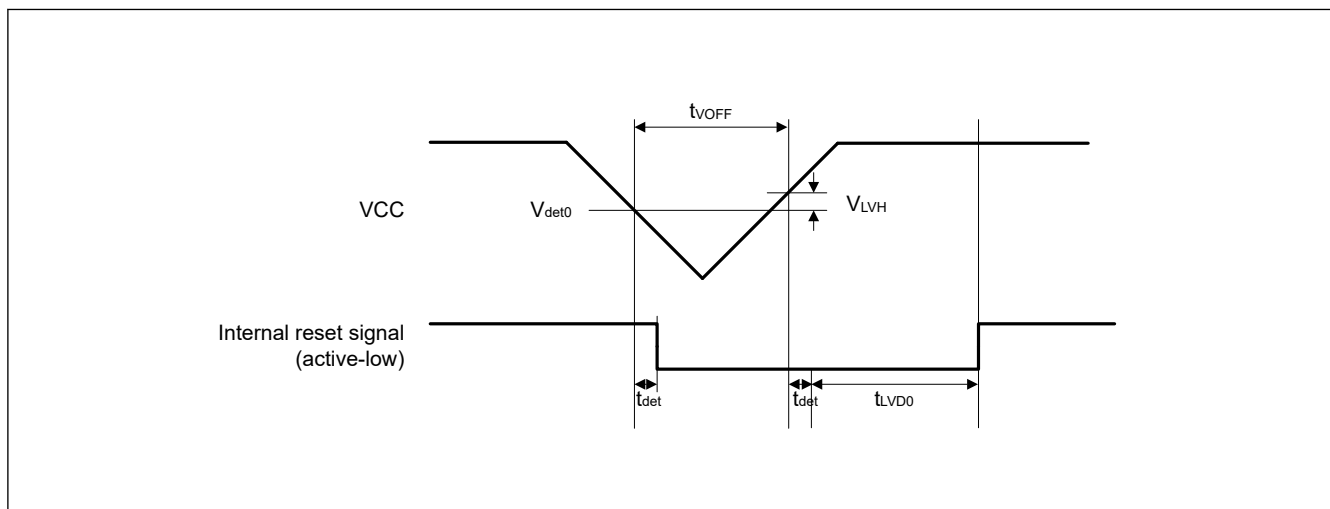 tVOFF
VCC
Vdet0
VLVH
Internal reset signal
(active-low)
tdet
tdet
tLVD0